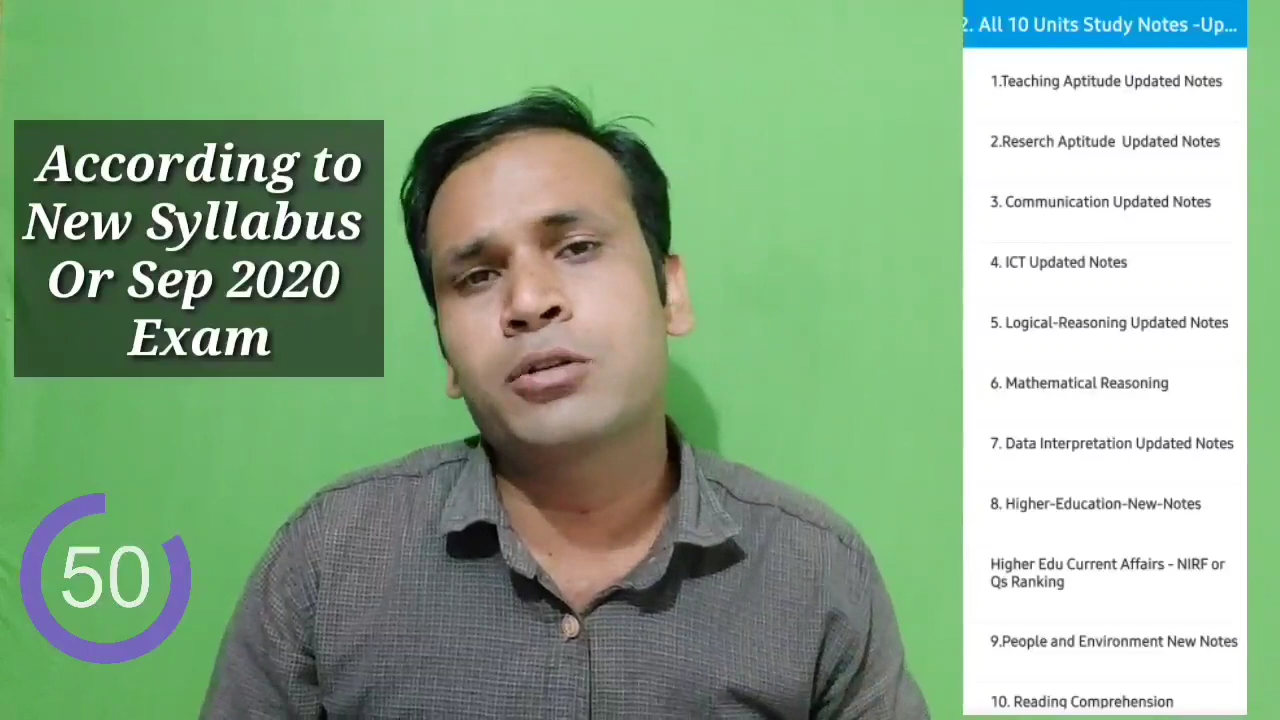 According to
New Syllabus
Or Sep 2020
Exam
50
2. All 10 Units Study Notes -Up...
1.Teaching Aptitude Updated Notes
2.Reserch Aptitude Updated Notes
3. Communication Updated Notes
4. ICT Updated Notes
5. Logical-Reasoning Updated Notes
6. Mathematical Reasoning
7. Data Interpretation Updated Notes
8. Higher-Education-New-Notes
Higher Edu Current Affairs - NIRF or
Qs Ranking
9.People and Environment New Notes
10. Reading Comprehension